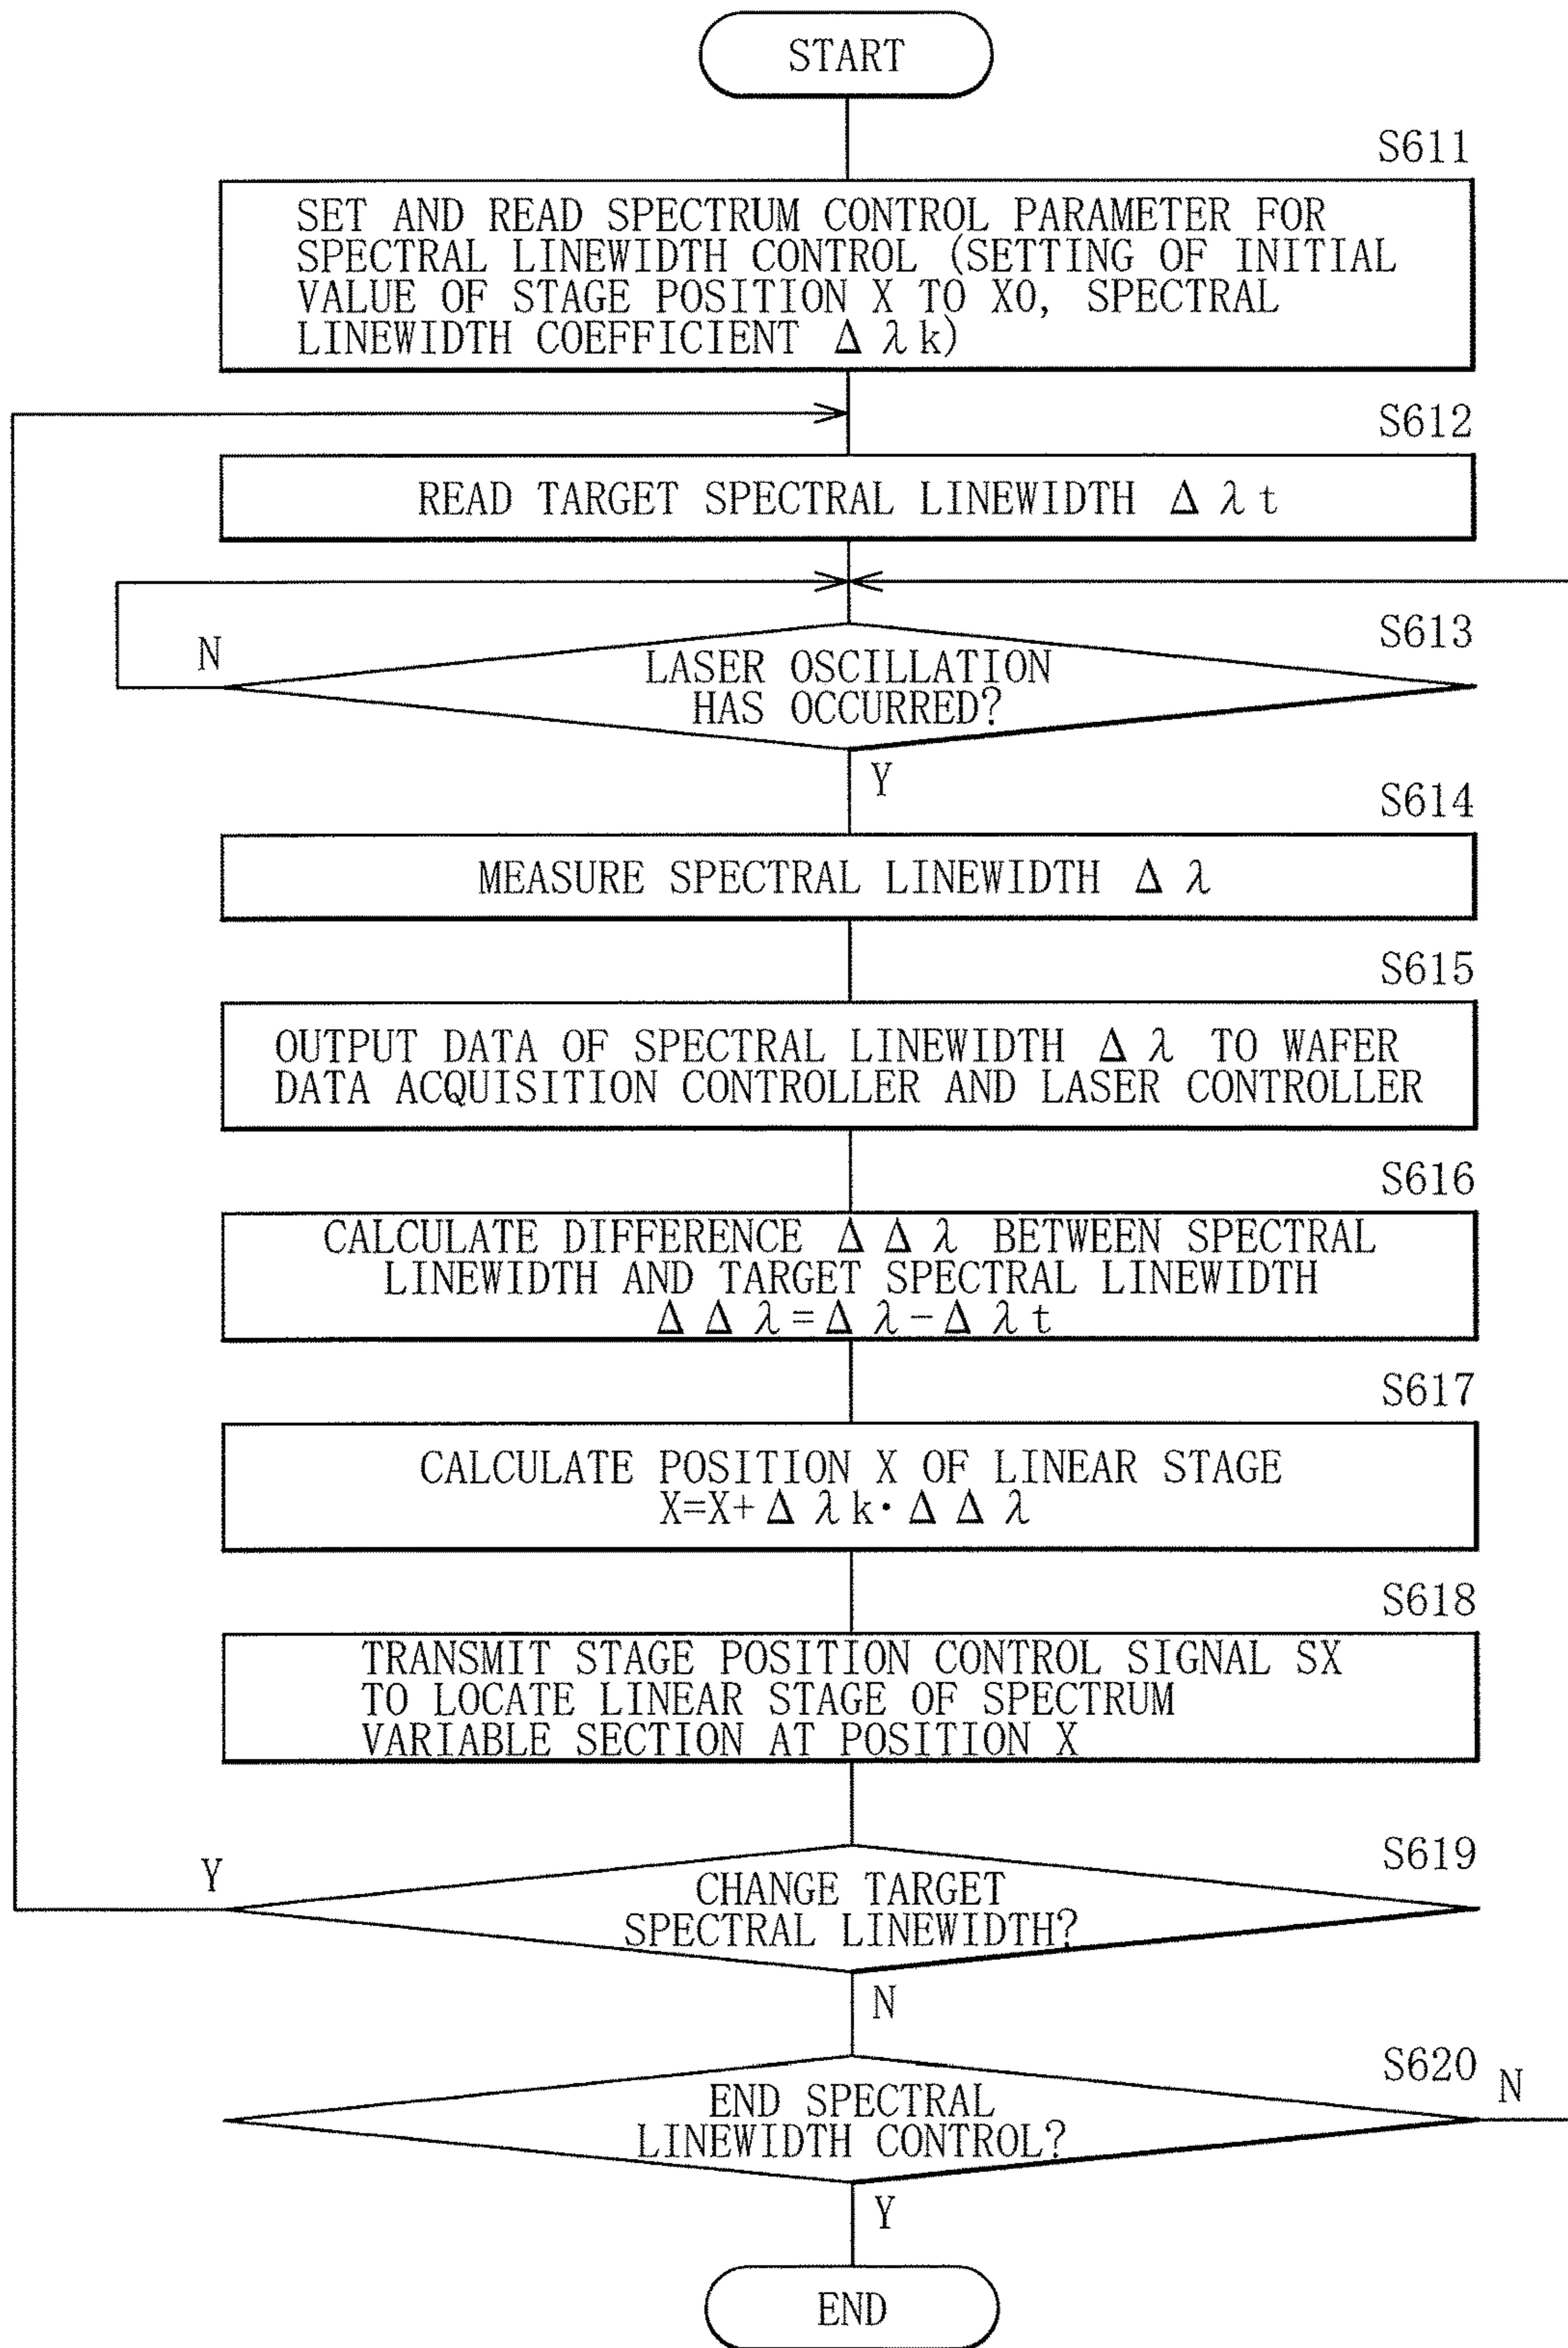 START
S611
SET AND READ SPECTRUM CONTROL PARAMETER FOR
SPECTRAL LINEWIDTH CONTROL (SETTING OF INITIAL
VALUE OF STAGE POSITION X TO X0, SPECTRAL
LINEWIDTH COEFFICIENT Δλk)
S612
READ TARGET SPECTRAL LINEWIDTH Δλt
S613
N
LASER OSCILLATION
HAS OCCURRED?
Y
S614
MEASURE SPECTRAL LINEWIDTH Δλ
S615
OUTPUT DATA OF SPECTRAL LINEWIDTH Δλ TO WAFER
DATA ACQUISITION CONTROLLER AND LASER CONTROLLER
S616
CALCULATE DIFFERENCE ΔΔλ BETWEEN SPECTRAL
LINEWIDTH AND TARGET SPECTRAL LINEWIDTH
ΔΔλ=Δλ-Δλt
S617
CALCULATE POSITION X OF LINEAR STAGE
X=X+Δλk·ΔΔλ
S618
TRANSMIT STAGE POSITION CONTROL SIGNAL SX
TO LOCATE LINEAR STAGE OF SPECTRUM
VARIABLE SECTION AT POSITION X
S619
Y
CHANGE TARGET
SPECTRAL LINEWIDTH?
N
S620
N
END SPECTRAL
LINEWIDTH CONTROL?
Y
END